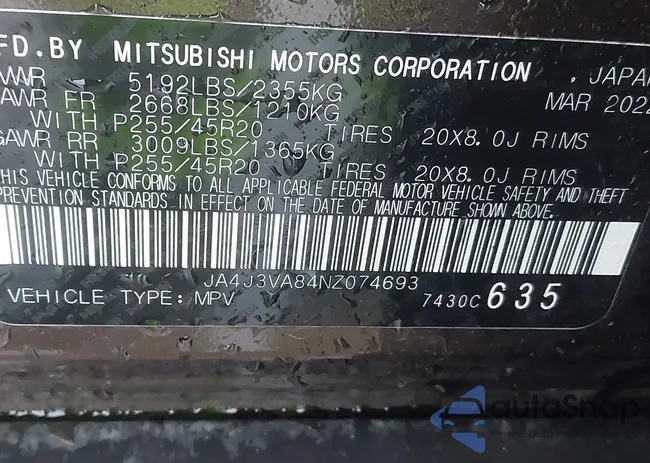 FD.BY MITSUBISHI MOTORS CORPORATION , JAPAN
VWR 5192LBS/2355KG MAR 2022
AWR FR 2668LBS/1210KG
WITH P255/45R20 TIRES 20X8.0J RIMS
GAWR RR 3009LBS/1365KG
WITH P255/45R20 TIRES 20X8.0J RIMS
THIS VEHICLE CONFORMS TO ALL APPLICABLE FEDERAL MOTOR VEHICLE SAFETY AND THEFT
PREVENTION STANDARDS IN EFFECT ON THE DATE OF MANUFACTURE SHOWN ABOVE.
JA4J3VA84NZ074693
VEHICLE TYPE: MPV 7430C 635
autoSnap